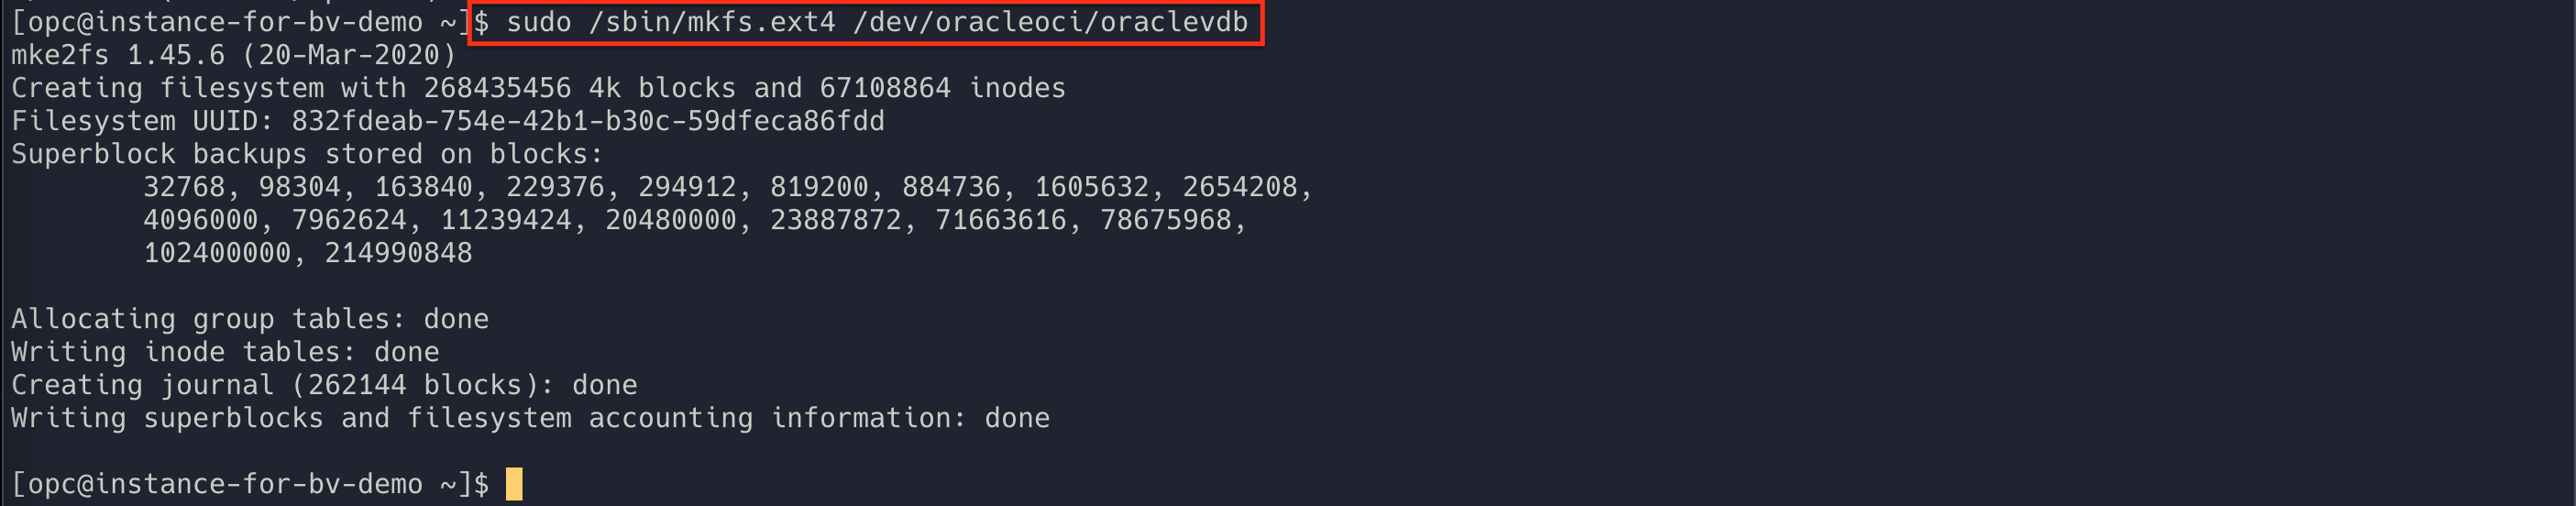 [opc@instance-for-bv-demo ~]$ sudo /sbin/mkfs.ext4 /dev/oracleoci/oraclevdb
mke2fs 1.45.6 (20-Mar-2020)
Creating filesystem with 268435456 4k blocks and 67108864 inodes
Filesystem UUID: 832fdeab-754e-42b1-b30c-59dfeca86fdd
Superblock backups stored on blocks:
32768, 98304, 163840, 229376, 294912, 819200, 884736, 1605632, 2654208,
4096000, 7962624, 11239424, 20480000, 23887872, 71663616, 78675968,
102400000, 214990848
Allocating group tables: done
Writing inode tables: done
Creating journal (262144 blocks): done
Writing superblocks and filesystem accounting information: done
[opc@instance-for-bv-demo ~]$